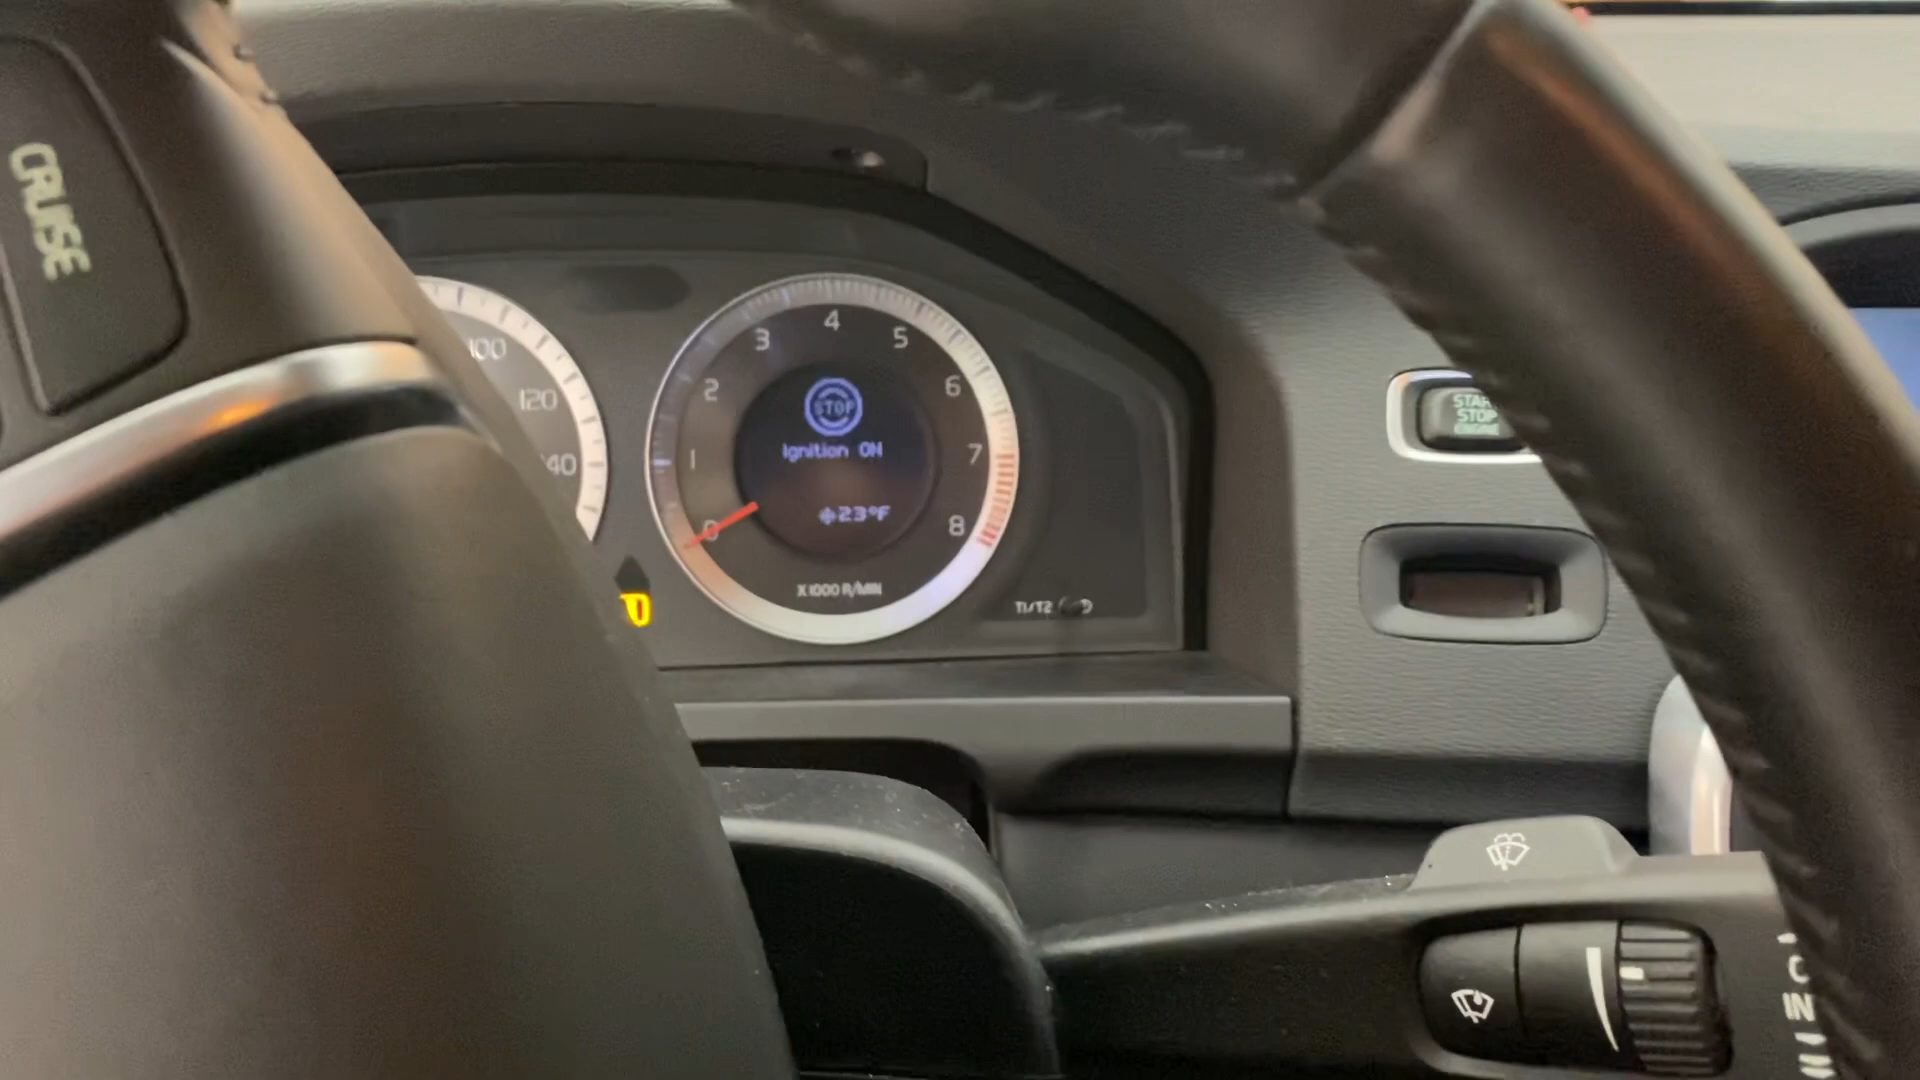 CRUISE
100
120
3
4
5
2
6
1
7
0
8
STOP
Ignition ON
23°F
X1000 R/MIN
T1/T2
STOP
ENGINE
IN